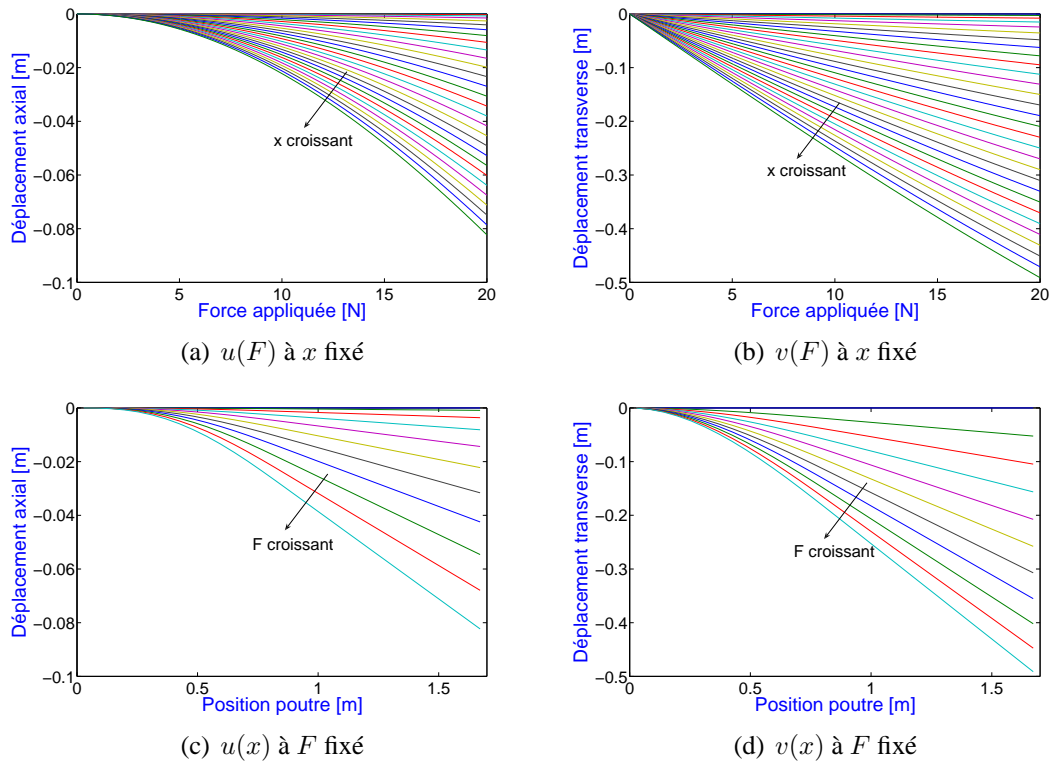 0
−0.02
−0.04
−0.06
−0.08
−0.1
Déplacement axial [m]
x croissant
0 5 10 15 20
Force appliquée [N]
(a) u(F) à x fixé
0
−0.1
−0.2
−0.3
−0.4
−0.5
Déplacement transverse [m]
x croissant
0 5 10 15 20
Force appliquée [N]
(b) v(F) à x fixé
0
−0.02
−0.04
−0.06
−0.08
−0.1
Déplacement axial [m]
F croissant
0 0.5 1 1.5
Position poutre [m]
(c) u(x) à F fixé
0
−0.1
−0.2
−0.3
−0.4
−0.5
Déplacement transverse [m]
F croissant
0 0.5 1 1.5
Position poutre [m]
(d) v(x) à F fixé